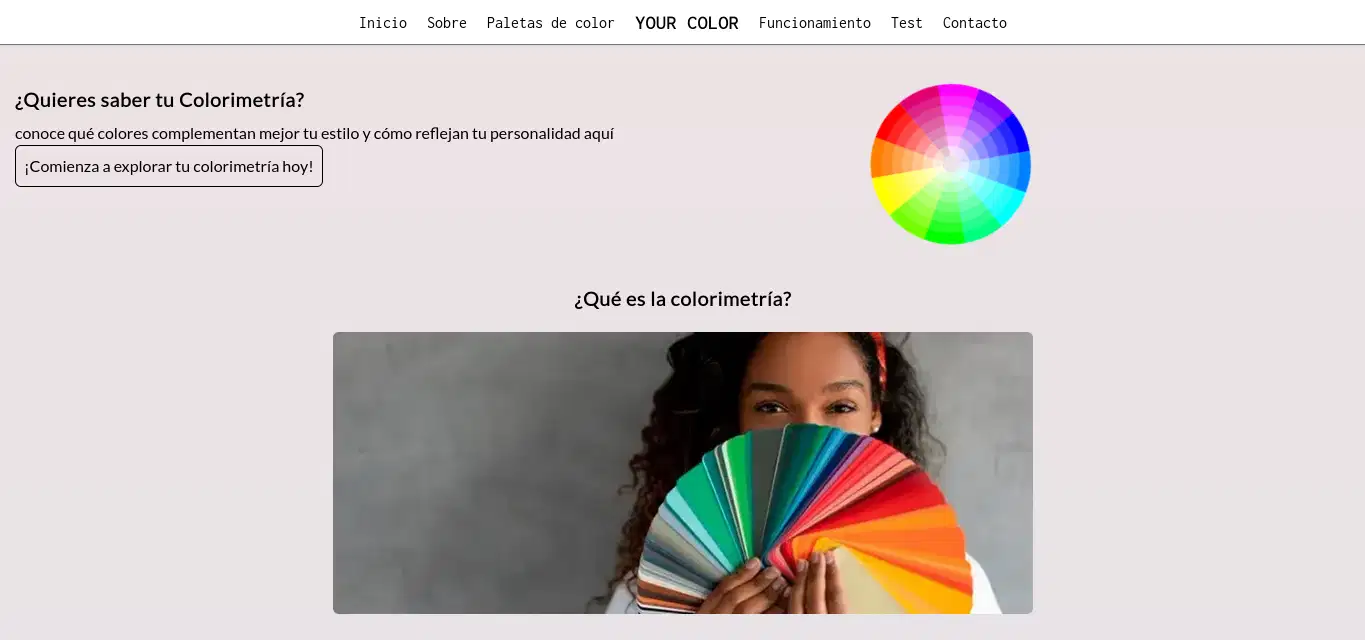 Inicio Sobre Paletas de color YOUR COLOR Funcionamiento Test Contacto
¿Quieres saber tu Colorimetría?
conoce qué colores complementan mejor tu estilo y cómo reflejan tu personalidad aquí
¡Comienza a explorar tu colorimetría hoy!
¿Qué es la colorimetría?